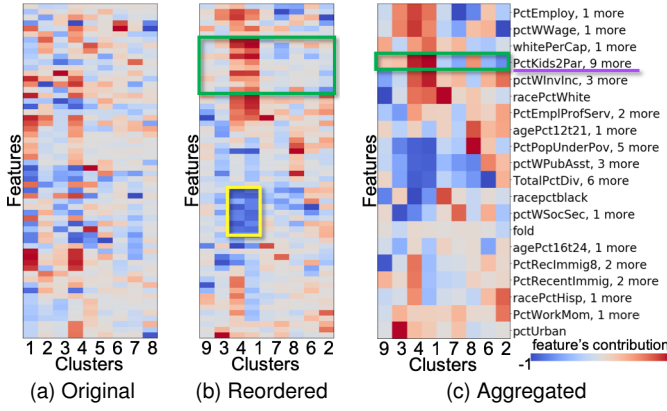 Features
1 2 3 4 5 6 7 8
Clusters
(a) Original
Features
9 3 4 1 7 8 6 2
Clusters
(b) Reordered
Features
PctEmploy, 1 more
pctWWage, 1 more
whitePerCap, 1 more
PctKids2Par, 9 more
pctWInvInc, 3 more
racePctWhite
PctEmplProfServ, 2 more
agePct12t21, 1 more
PctPopUnderPov, 5 more
pctWPubAsst, 3 more
TotalPctDiv, 6 more
racepctblack
pctWSocSec, 1 more
fold
agePct16t24, 1 more
PctRecImmig8, 2 more
PctRecentImmig, 2 more
racePctHisp, 1 more
PctWorkMom, 1 more
pctUrban
9 3 4 1 7 8 6 2
Clusters
feature's contribution
-1
(c) Aggregated